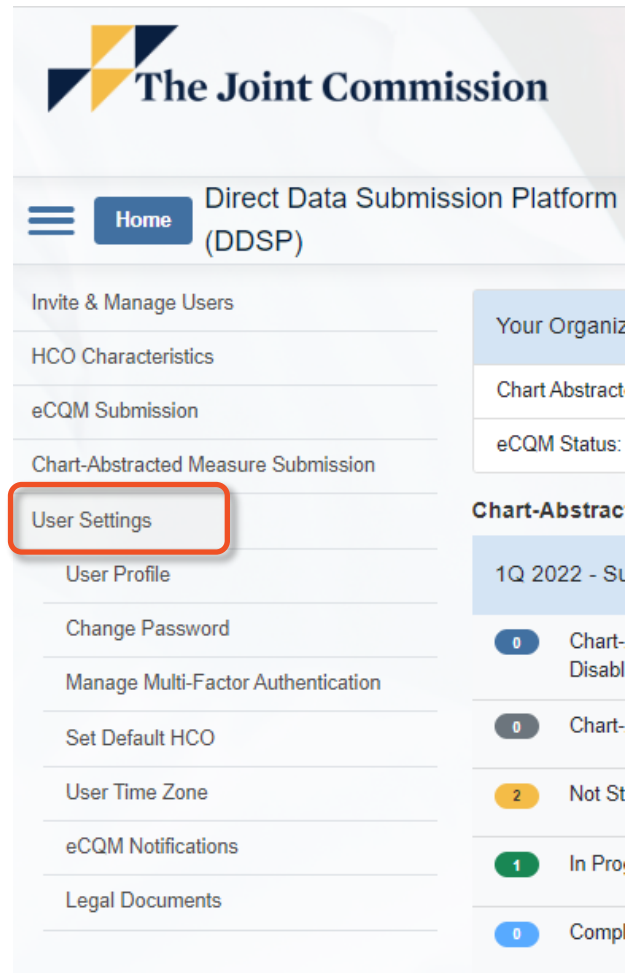 The Joint Commission
Home
Direct Data Submission Platform
(DDSP)
Invite & Manage Users
HCO Characteristics
eCQM Submission
Chart-Abstracted Measure Submission
User Settings
User Profile
Change Password
Manage Multi-Factor Authentication
Set Default HCO
User Time Zone
eCQM Notifications
Legal Documents
Your Organiz
Chart Abstract
eCQM Status:
Chart-Abstrac
1Q 2022 - Su
0 Chart-
Disabl
0 Chart-
2 Not St
1 In Pro
0 Compl